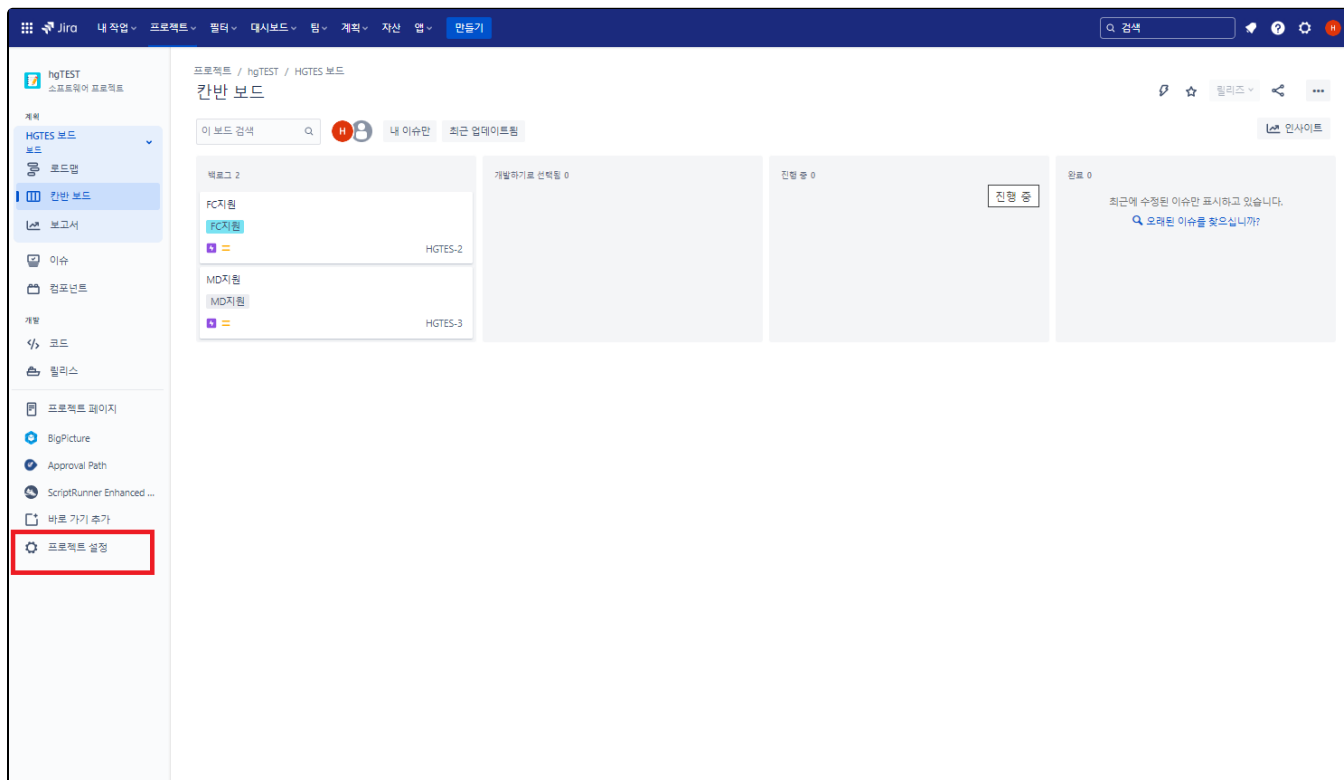 Jira 내 작업 프로젝트 필터 대시보드 팀 계획 자산 앱 만들기 검색 H
hgTEST
소프트웨어 프로젝트
계획
HGTES 보드
보드
로드맵
칸반 보드
보고서
이슈
컴포넌트
개발
코드
릴리스
프로젝트 페이지
BigPicture
Approval Path
ScriptRunner Enhanced ...
바로 가기 추가
프로젝트 설정
프로젝트 / hgTEST / HGTES 보드
칸반 보드
릴리즈
이 보드 검색 H 내 이슈만 최근 업데이트됨 인사이트
백로그 2
FC지원
FC지원
HGTES-2
MD지원
MD지원
HGTES-3
개발하기로 선택됨 0
진행 중 0
진행 중
완료 0
최근에 수정된 이슈만 표시하고 있습니다.
오래된 이슈를 찾으십니까?